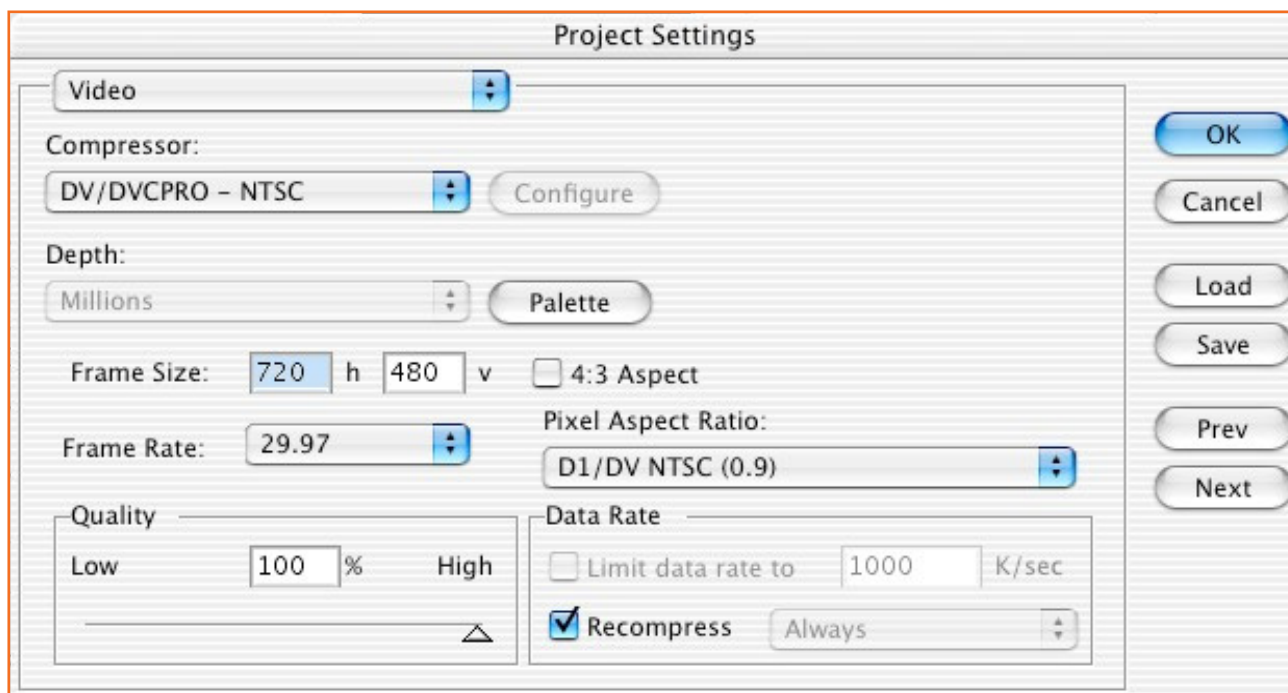 Project Settings
Video
OK
Compressor:
DV/DVCPRO – NTSC
Configure
Cancel
Depth:
Millions
Palette
Load
Save
Frame Size: 720 h 480 v 4:3 Aspect
Pixel Aspect Ratio:
Frame Rate: 29.97
D1/DV NTSC (0.9)
Prev
Next
Quality
Low 100 % High
Data Rate
Limit data rate to 1000 K/sec
Recompress Always